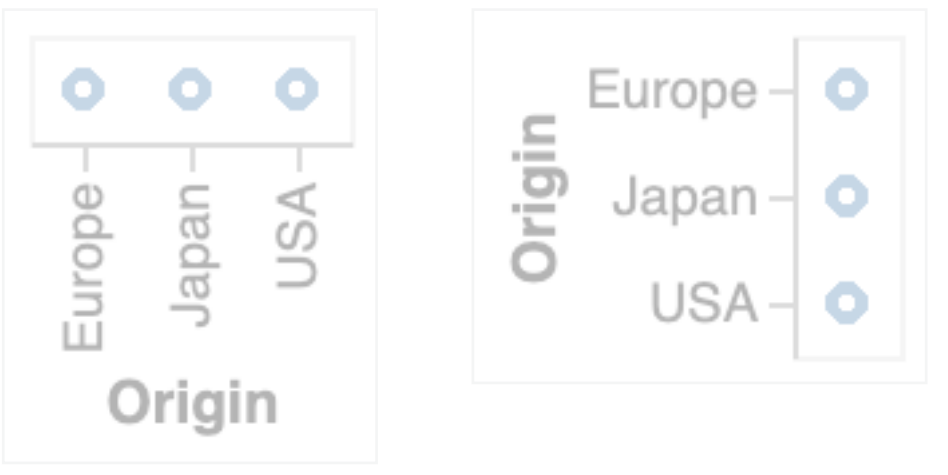 Europe
Japan
USA
Origin
Origin
Europe
Japan
USA